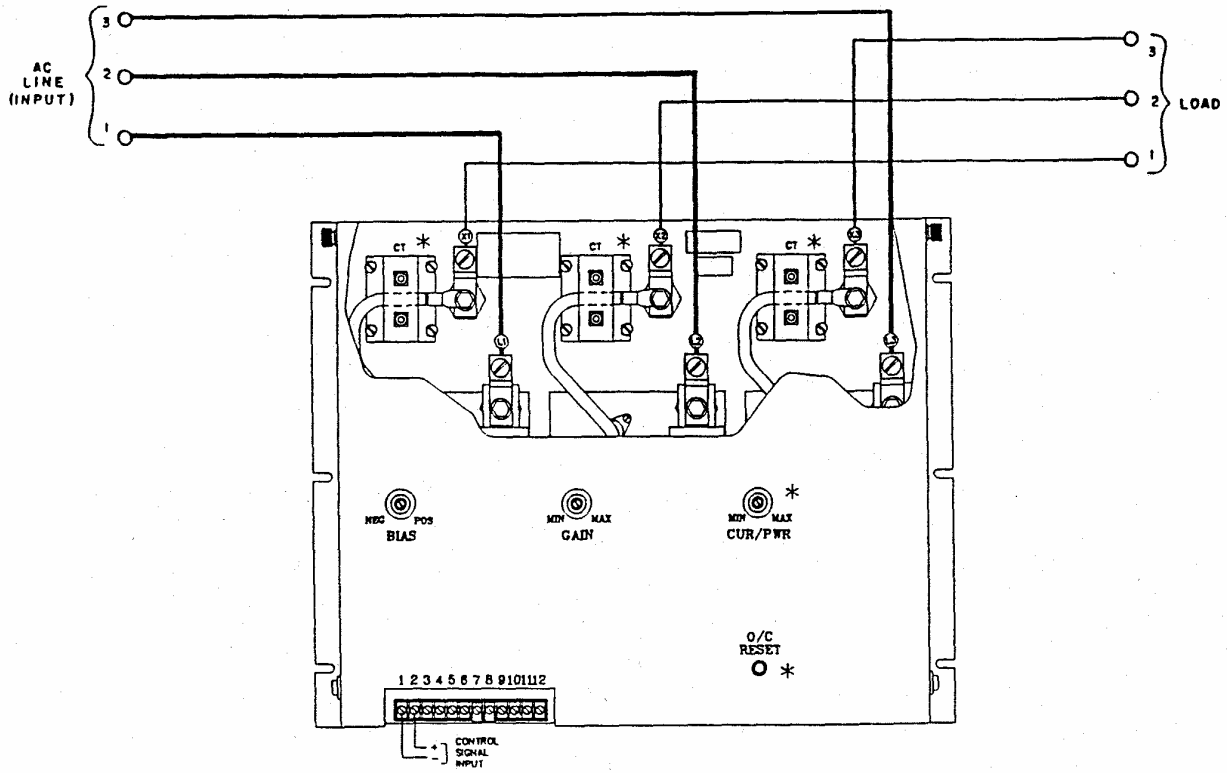 3
AC
LINE
(INPUT)
2
1
3
2
LOAD
1
CT *
X1
CT *
X2
CT *
X3
L1
L2
L3
NEG POS
BIAS
MIN MAX
GAIN
*
MIN MAX
CUR/PWR
O/C
RESET
*
1 2 3 4 5 6 7 8 9 10 11 12
+
-
CONTROL
SIGNAL
INPUT